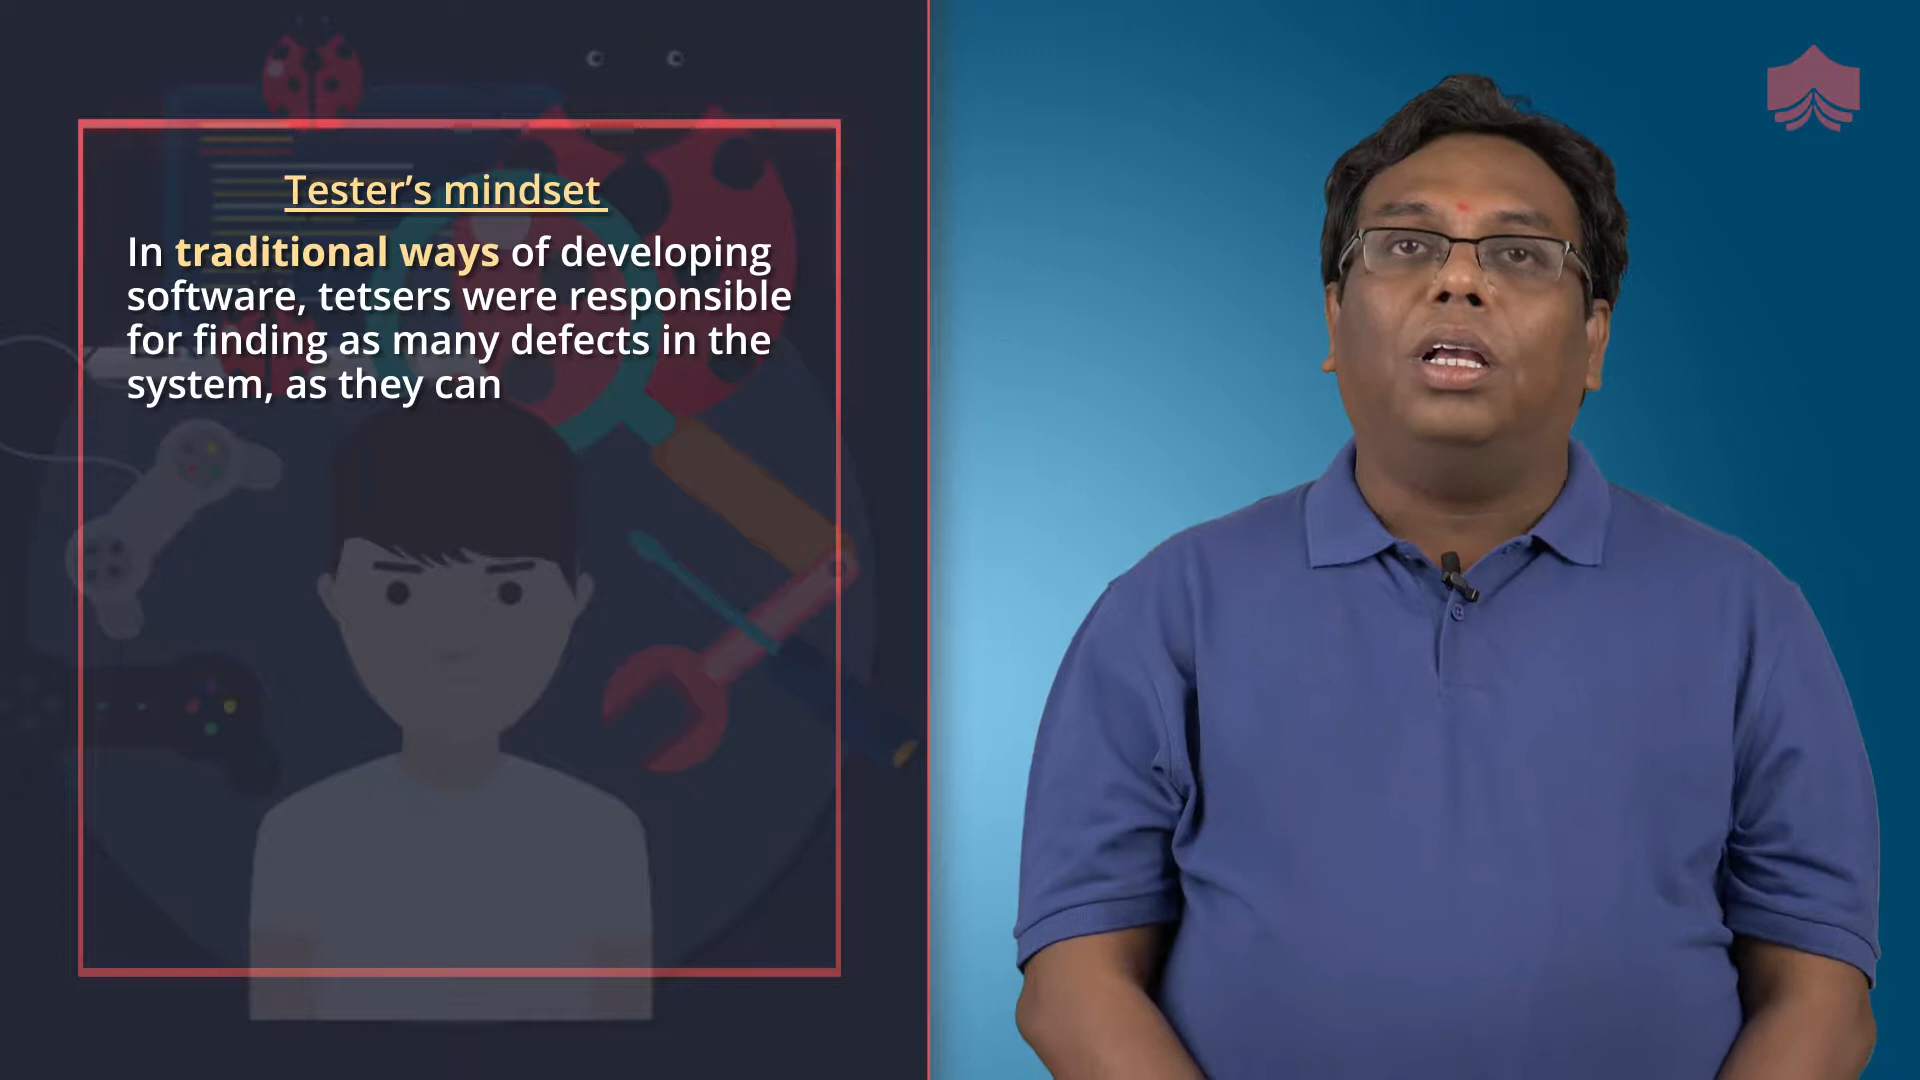 Tester’s mindset
In traditional ways of developing
software, tetsers were responsible
for finding as many defects in the
system, as they can